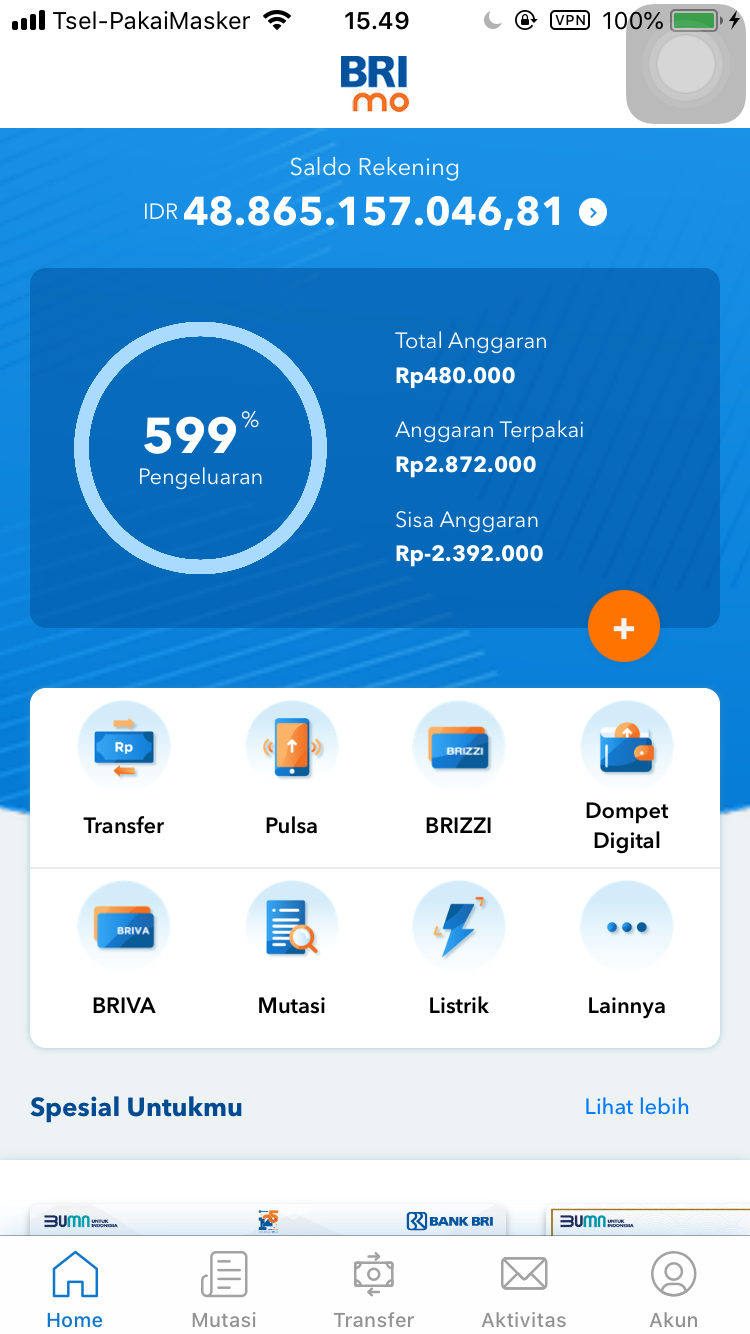 Tsel-PakaiMasker 15.49 VPN 100%
BRI
mo
Saldo Rekening
IDR 48.865.157.046,81
599%
Pengeluaran
Total Anggaran
Rp480.000
Anggaran Terpakai
Rp2.872.000
Sisa Anggaran
Rp-2.392.000
+
Rp
BRIZZI
Transfer Pulsa BRIZZI Dompet Digital
BRIVA
BRIVA Mutasi Listrik Lainnya
Spesial Untukmu Lihat lebih
BUMN UNTUK INDONESIA BANK BRI BUMN UNTUK INDONESIA
Home Mutasi Transfer Aktivitas Akun